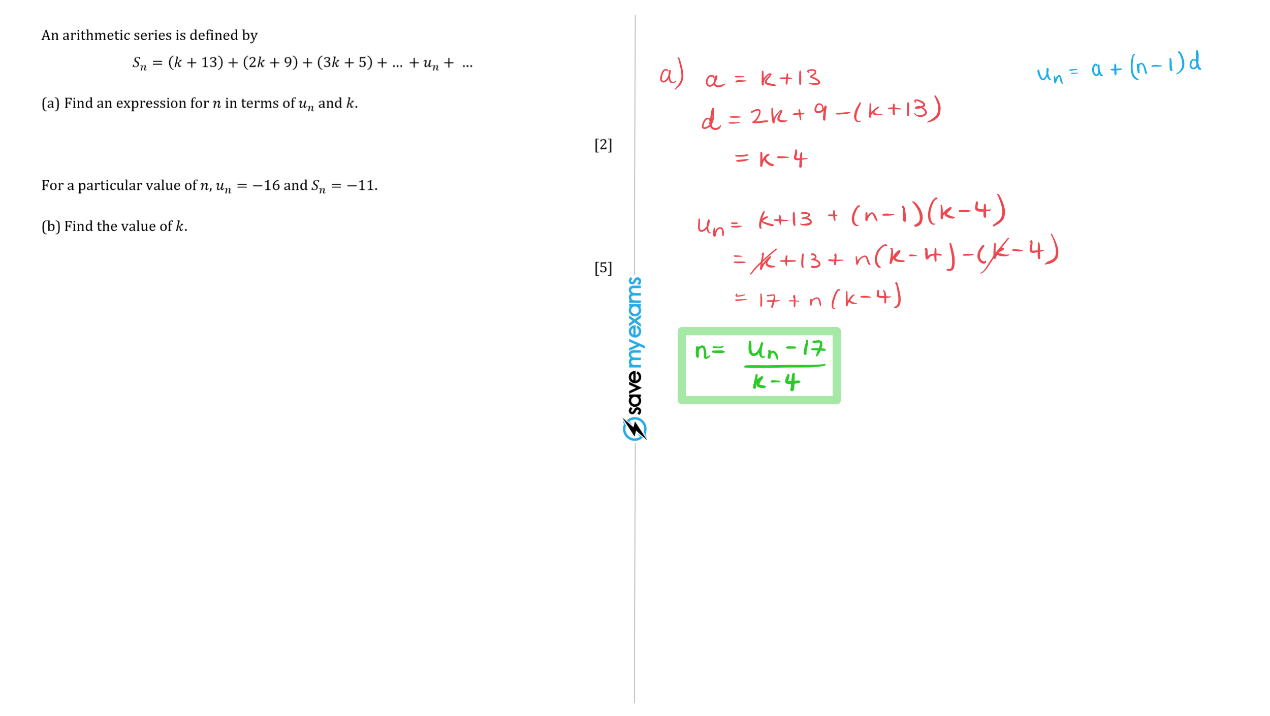 An arithmetic series is defined by
Sₙ = (k + 13) + (2k + 9) + (3k + 5) + … + uₙ + …
(a) Find an expression for n in terms of uₙ and k.
[2]
For a particular value of n, uₙ = −16 and Sₙ = −11.
(b) Find the value of k.
[5]
save my exams
a) a = k+13
d = 2k + 9 −(k+13)
= k−4
uₙ = k+13 + (n−1)(k−4)
= k+13 + n(k−4)−(k−4)
= 17 + n(k−4)
n = (uₙ −17)/(k−4)
uₙ = a + (n−1)d